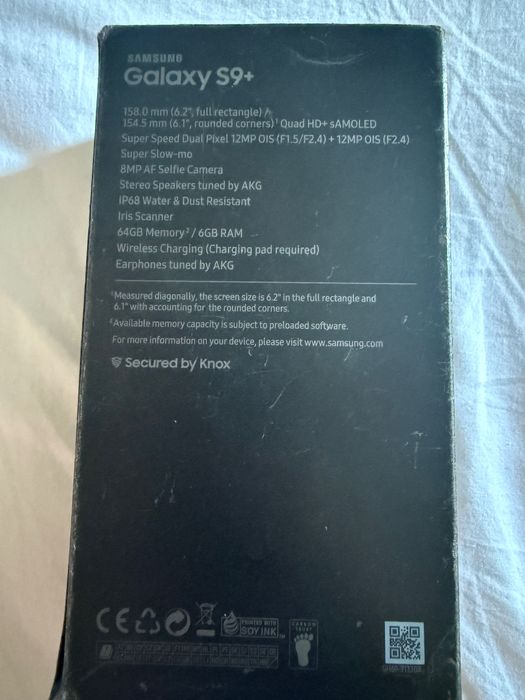 SAMSUNG
Galaxy S9+
158.0 mm (6.2", full rectangle) /
154.5 mm (6.1", rounded corners)¹ Quad HD+ sAMOLED
Super Speed Dual Pixel 12MP OIS (F1.5/F2.4) + 12MP OIS (F2.4)
Super Slow-mo
8MP AF Selfie Camera
Stereo Speakers tuned by AKG
IP68 Water & Dust Resistant
Iris Scanner
64GB Memory² / 6GB RAM
Wireless Charging (Charging pad required)
Earphones tuned by AKG
¹Measured diagonally, the screen size is 6.2" in the full rectangle and
6.1" with accounting for the rounded corners.
²Available memory capacity is subject to preloaded software.
For more information on your device, please visit www.samsung.com
Secured by Knox
CE
PRINTED WITH
SOY INK™
CARBON
TRUST